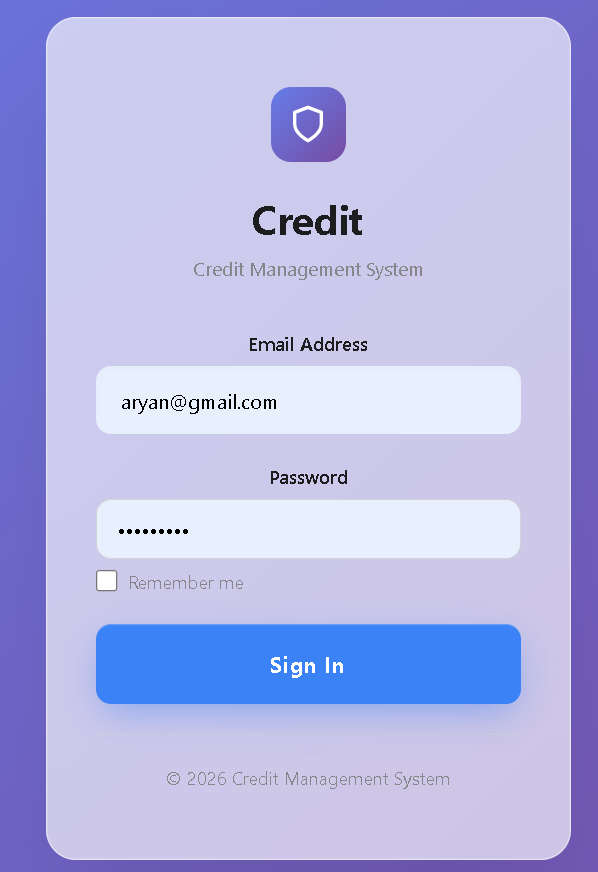 Credit
Credit Management System
Email Address
aryan@gmail.com
Password
•••••••••
Remember me
Sign In
© 2026 Credit Management System